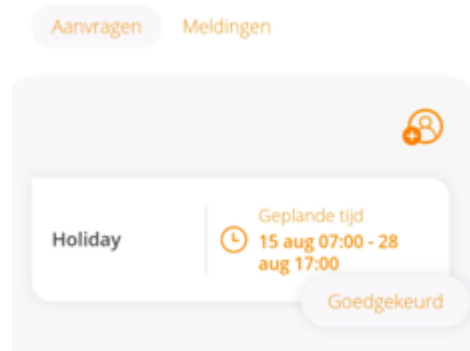 Aanvragen Meldingen
Geplande tijd
Holiday 15 aug 07:00 - 28
aug 17:00
Goedgekeurd